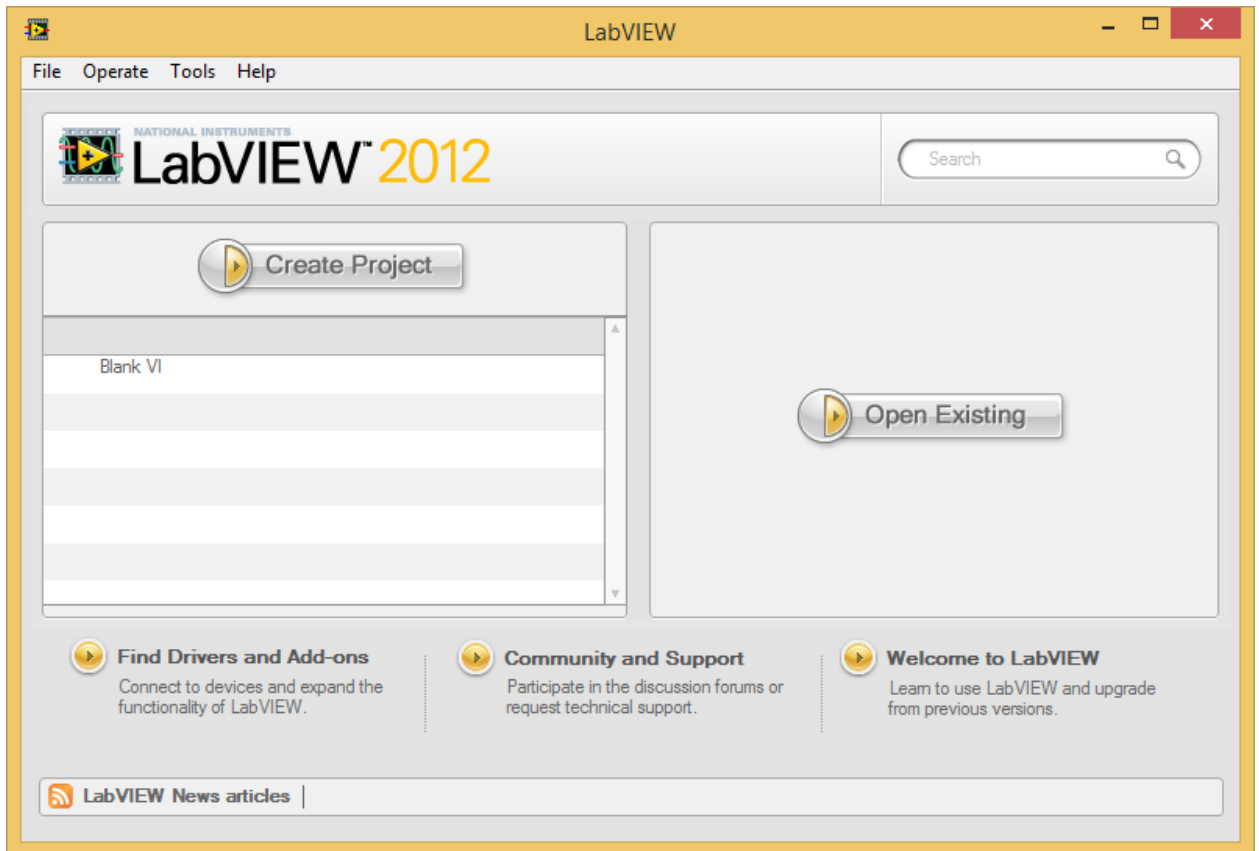 LabVIEW
File Operate Tools Help
NATIONAL INSTRUMENTS
LabVIEW™ 2012
Search
Create Project
Blank VI
Open Existing
Find Drivers and Add-ons
Connect to devices and expand the
functionality of LabVIEW.
Community and Support
Participate in the discussion forums or
request technical support.
Welcome to LabVIEW
Learn to use LabVIEW and upgrade
from previous versions.
LabVIEW News articles